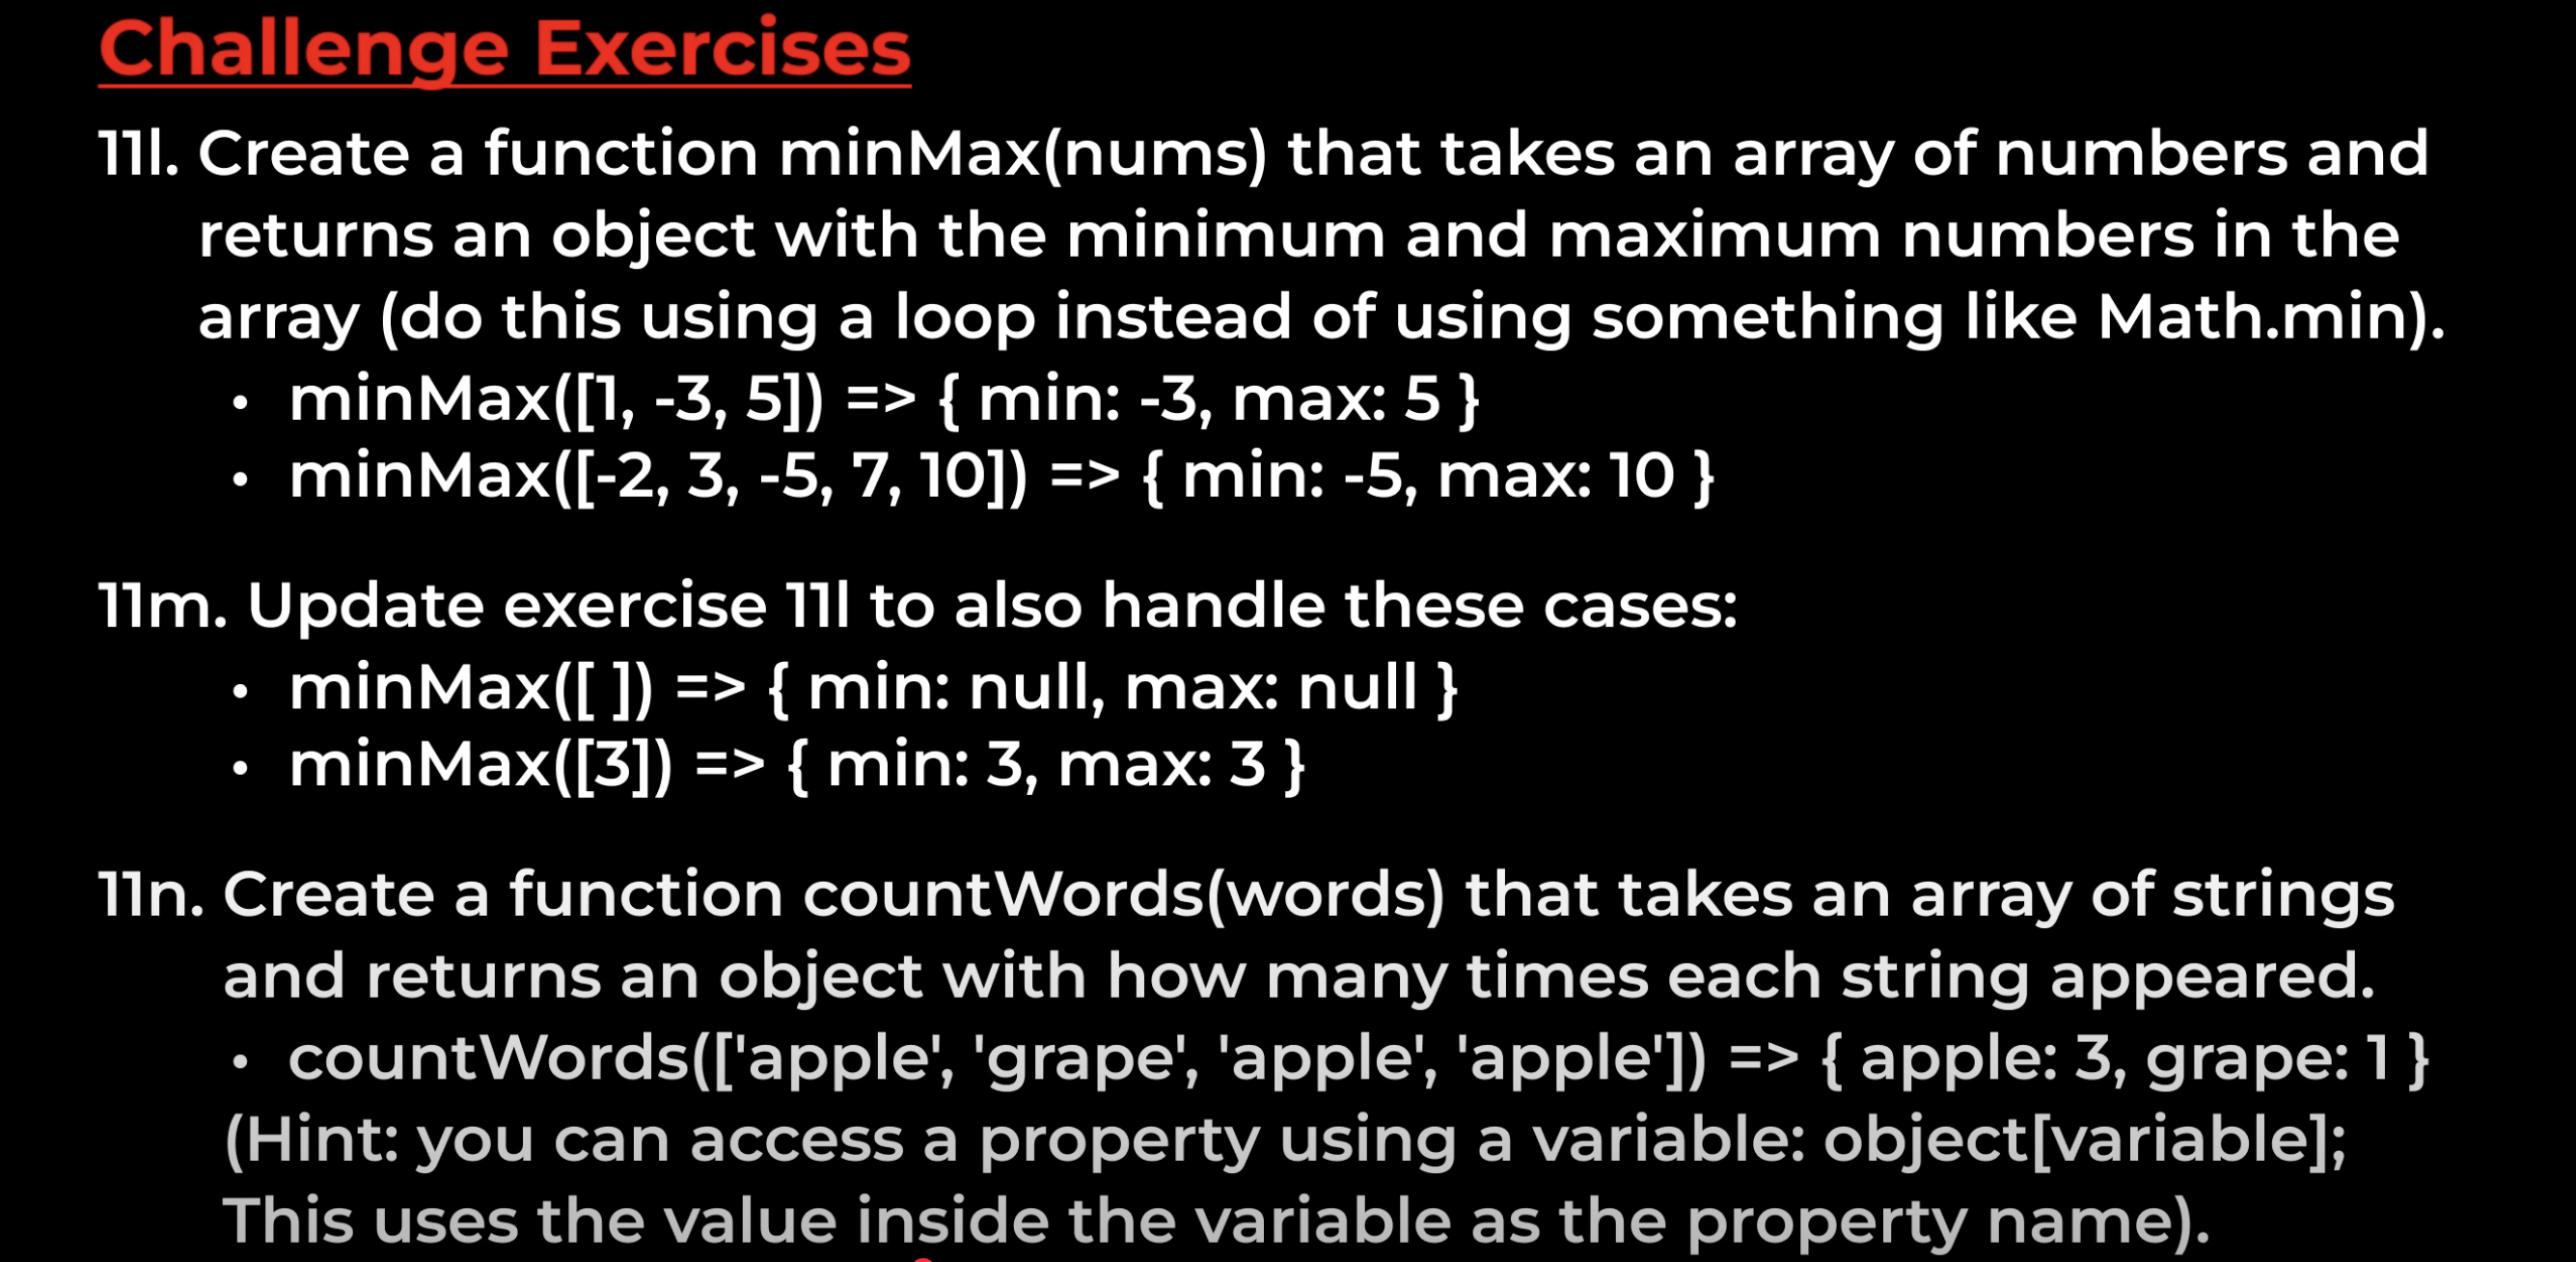 Challenge Exercises
11l. Create a function minMax(nums) that takes an array of numbers and
returns an object with the minimum and maximum numbers in the
array (do this using a loop instead of using something like Math.min).
• minMax([1, -3, 5]) => { min: -3, max: 5 }
• minMax([-2, 3, -5, 7, 10]) => { min: -5, max: 10 }
11m. Update exercise 11l to also handle these cases:
• minMax([ ]) => { min: null, max: null }
• minMax([3]) => { min: 3, max: 3 }
11n. Create a function countWords(words) that takes an array of strings
and returns an object with how many times each string appeared.
• countWords(['apple', 'grape', 'apple', 'apple']) => { apple: 3, grape: 1 }
(Hint: you can access a property using a variable: object[variable];
This uses the value inside the variable as the property name).